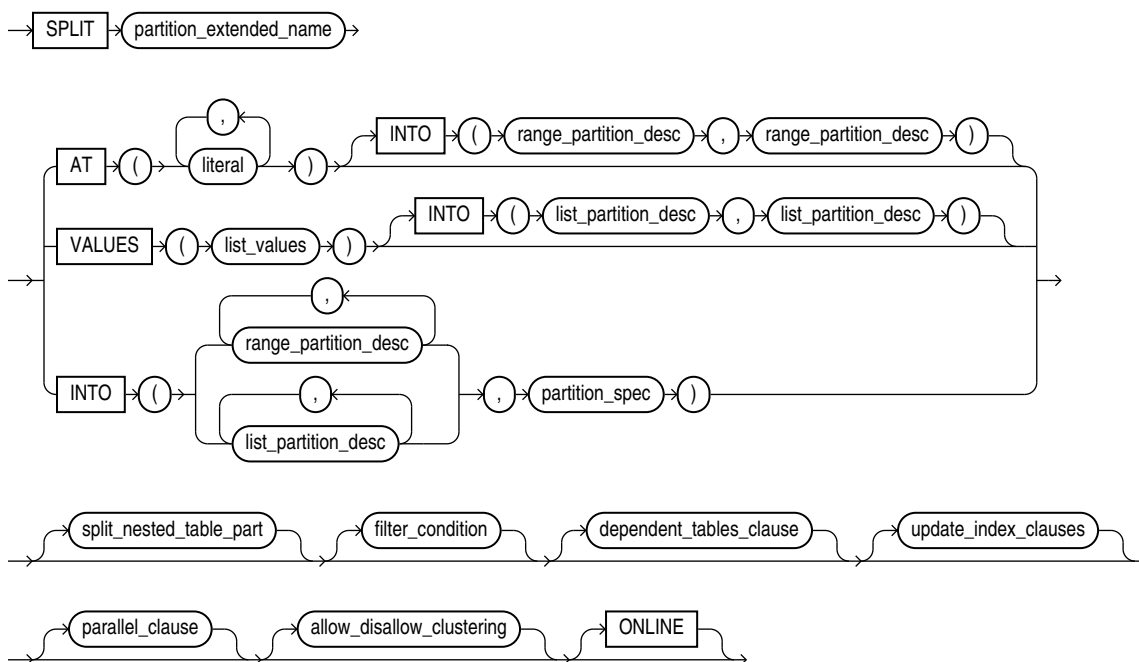 SPLIT partition_extended_name
,
INTO ( range_partition_desc , range_partition_desc )
AT ( literal )
INTO ( list_partition_desc , list_partition_desc )
VALUES ( list_values )
,
range_partition_desc
INTO ( , partition_spec )
,
list_partition_desc
split_nested_table_part filter_condition dependent_tables_clause update_index_clauses
parallel_clause allow_disallow_clustering ONLINE